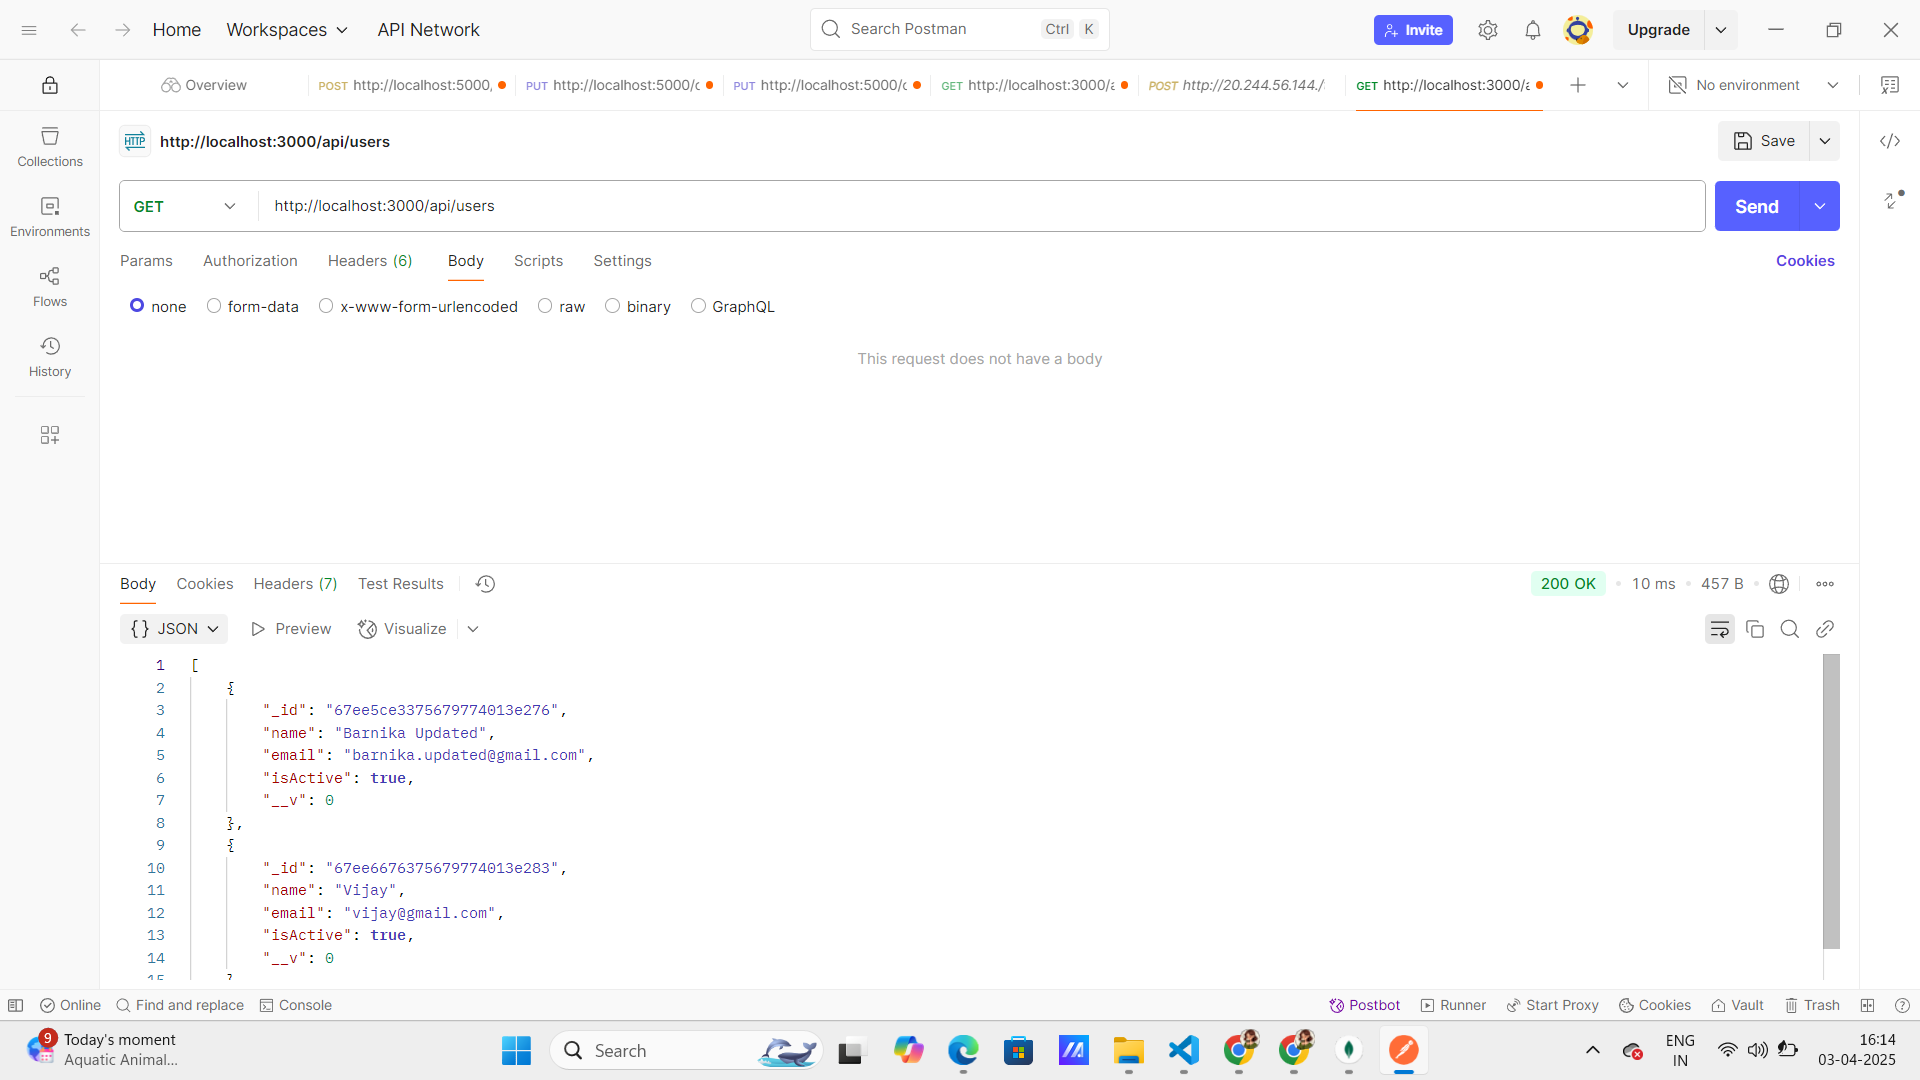 Home Workspaces API Network Search Postman Ctrl K Invite Upgrade
Overview POST http://localhost:5000, PUT http://localhost:5000/c PUT http://localhost:5000/c GET http://localhost:3000/a POST http://20.244.56.144./ GET http://localhost:3000/a No environment
Collections
Environments
Flows
History
HTTP http://localhost:3000/api/users Save
GET http://localhost:3000/api/users Send
Params Authorization Headers (6) Body Scripts Settings Cookies
none form-data x-www-form-urlencoded raw binary GraphQL
This request does not have a body
Body Cookies Headers (7) Test Results 200 OK 10 ms 457 B
{} JSON Preview Visualize
1 [
2 {
3 "_id": "67ee5ce3375679774013e276",
4 "name": "Barnika Updated",
5 "email": "barnika.updated@gmail.com",
6 "isActive": true,
7 "__v": 0
8 },
9 {
10 "_id": "67ee6676375679774013e283",
11 "name": "Vijay",
12 "email": "vijay@gmail.com",
13 "isActive": true,
14 "__v": 0
15 }
Online Find and replace Console Postbot Runner Start Proxy Cookies Vault Trash
9 Today's moment
Aquatic Animal...
Search
ENG
IN
16:14
03-04-2025